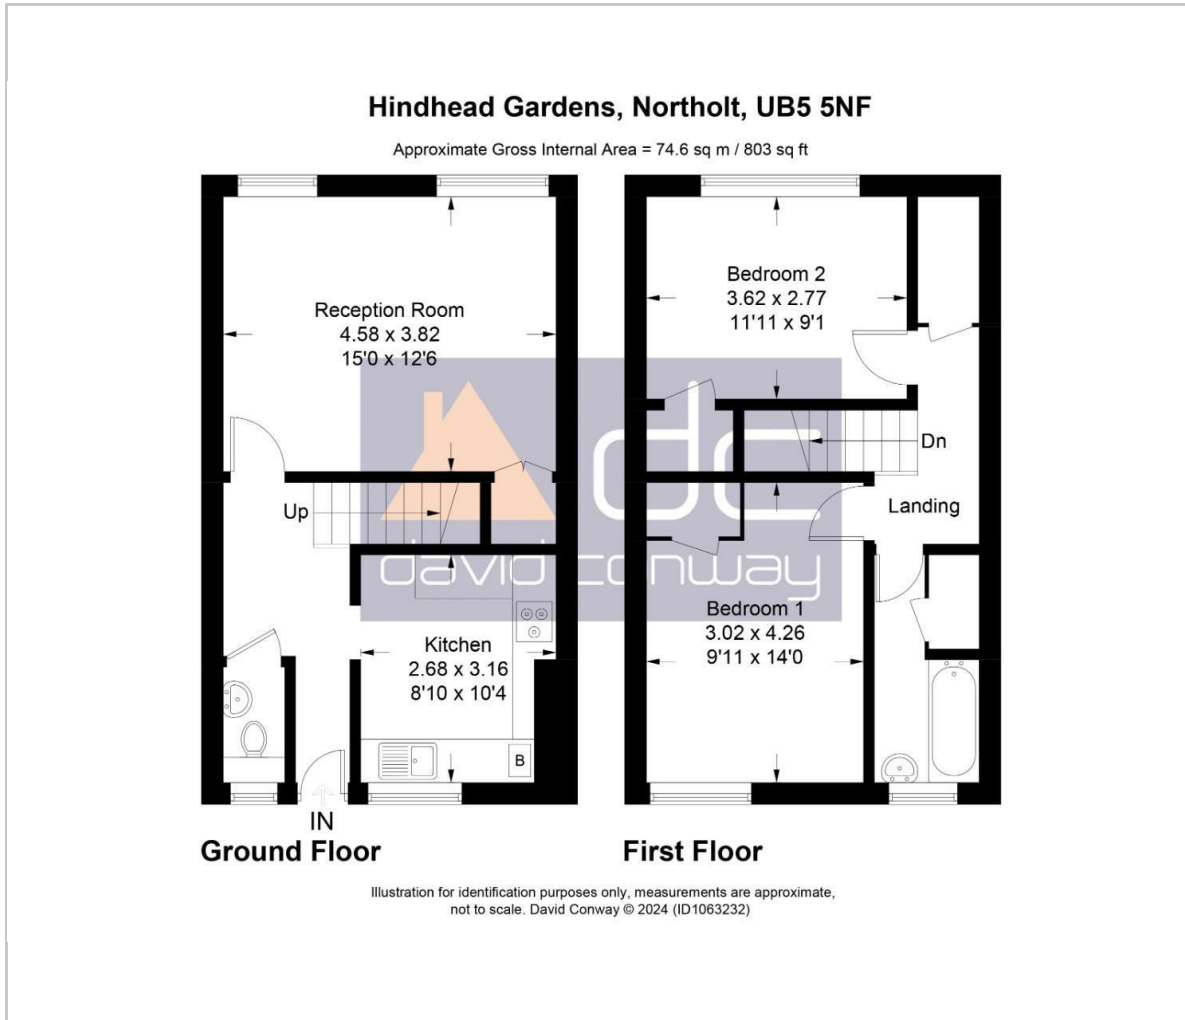 Hindhead Gardens, Northolt, UB5 5NF
Approximate Gross Internal Area = 74.6 sq m / 803 sq ft
Reception Room
4.58 x 3.82
15'0 x 12'6
Up
Kitchen
2.68 x 3.16
8'10 x 10'4
B
IN
Ground Floor
Bedroom 2
3.62 x 2.77
11'11 x 9'1
Dn
Landing
Bedroom 1
3.02 x 4.26
9'11 x 14'0
First Floor
dc
david conway
Illustration for identification purposes only, measurements are approximate,
not to scale. David Conway © 2024 (ID1063232)